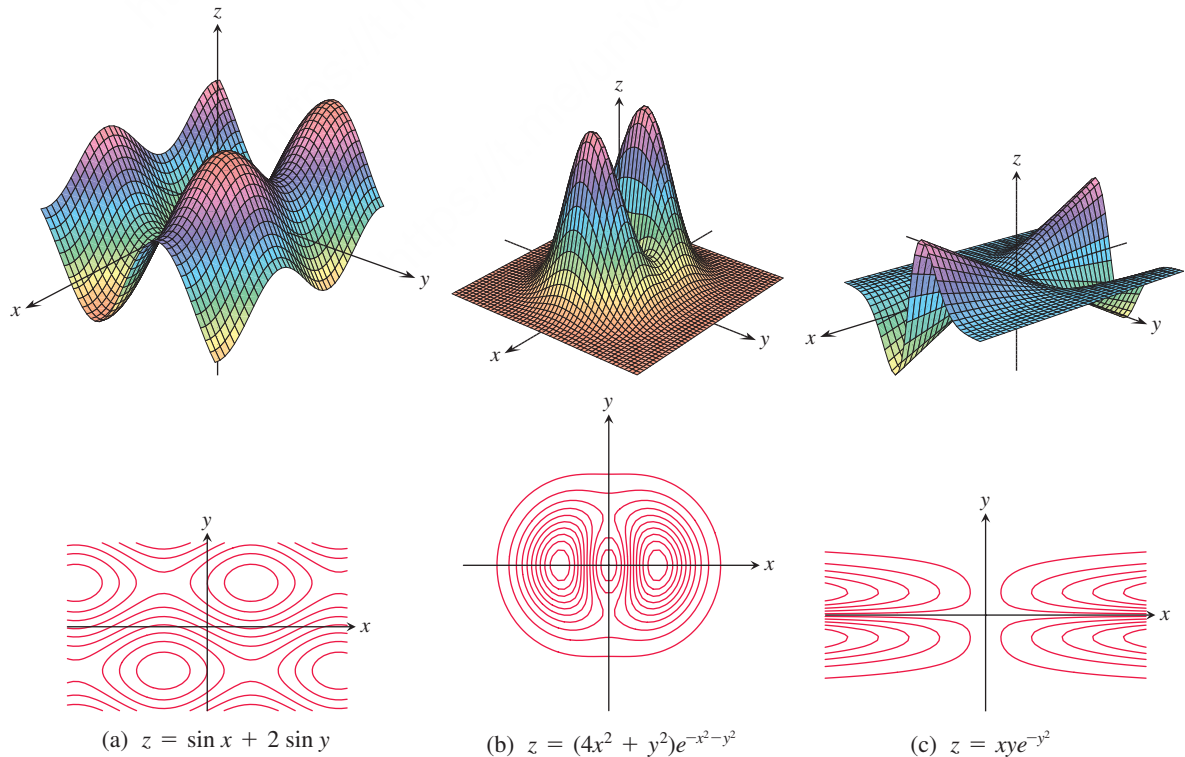 z
x
y
z
x
y
z
x
y
y
x
y
x
y
x
(a) z = sin x + 2 sin y
(b) z = (4x² + y²)e^{-x²-y²}
(c) z = xye^{-y²}